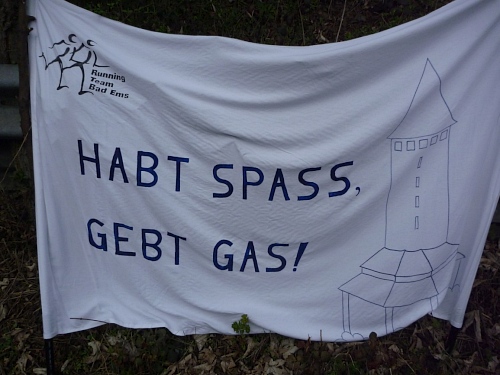 Running
Team
Bad Ems
HABT SPASS,
GEBT GAS!